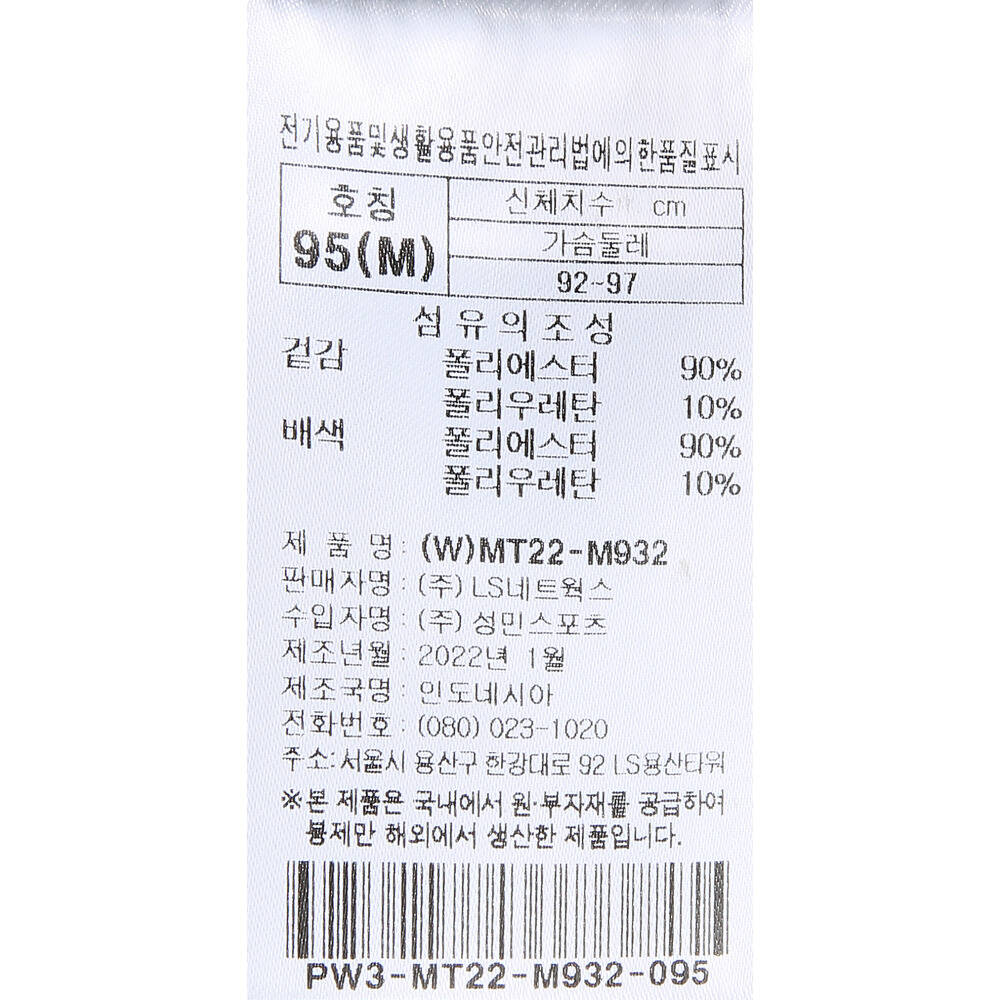 전기용품및생활용품안전관리법에의한품질표시
호칭
95(M)
신체치수 cm
가슴둘레
92~97
섬유의조성
겉감 폴리에스터 90%
폴리우레탄 10%
배색 폴리에스터 90%
폴리우레탄 10%
제 품 명 : (W)MT22-M932
판매자명 : (주) LS네트웍스
수입자명 : (주) 성민스포츠
제조년월 : 2022년 1월
제조국명 : 인도네시아
전화번호 : (080) 023-1020
주소: 서울시 용산구 한강대로 92 LS용산타워
※본 제품은 국내에서 원·부자재를 공급하여
봉제만 해외에서 생산한 제품입니다.
PW3-MT22-M932-095